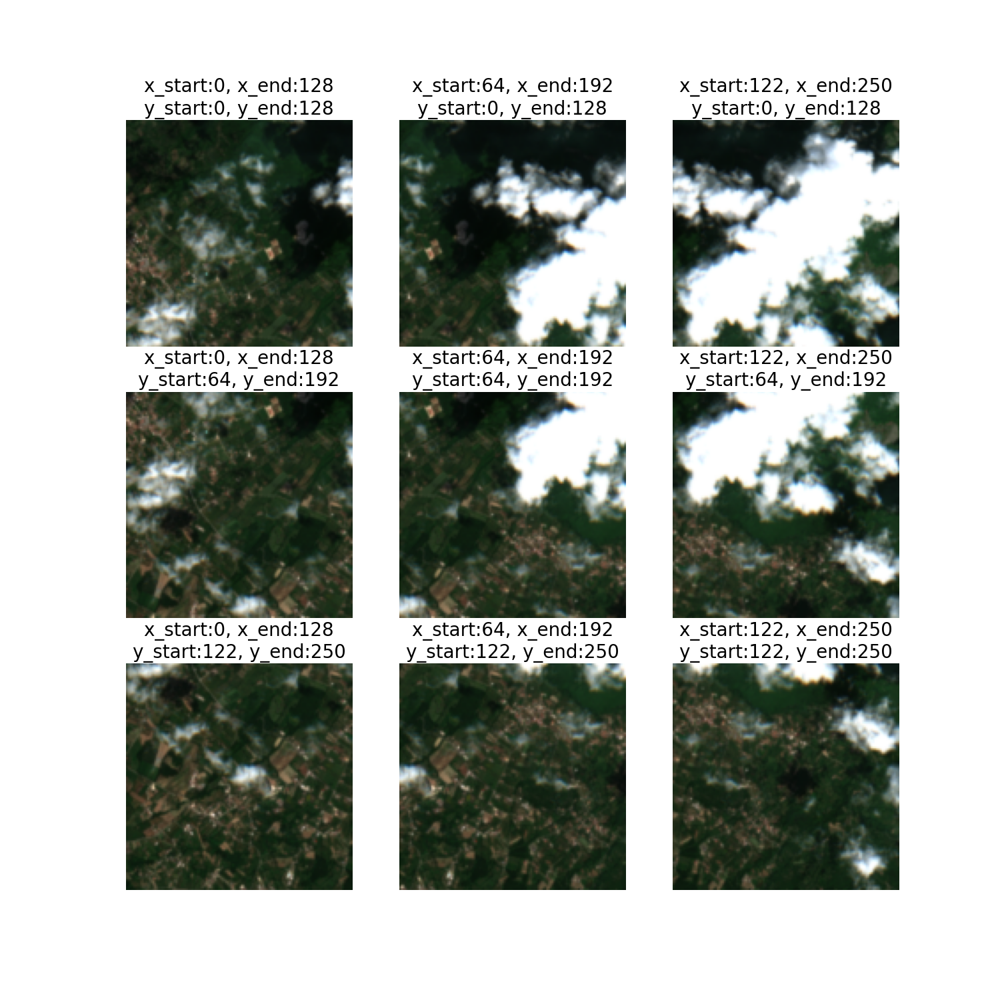 x_start:0, x_end:128
y_start:0, y_end:128
x_start:64, x_end:192
y_start:0, y_end:128
x_start:122, x_end:250
y_start:0, y_end:128
x_start:0, x_end:128
y_start:64, y_end:192
x_start:64, x_end:192
y_start:64, y_end:192
x_start:122, x_end:250
y_start:64, y_end:192
x_start:0, x_end:128
y_start:122, y_end:250
x_start:64, x_end:192
y_start:122, y_end:250
x_start:122, x_end:250
y_start:122, y_end:250